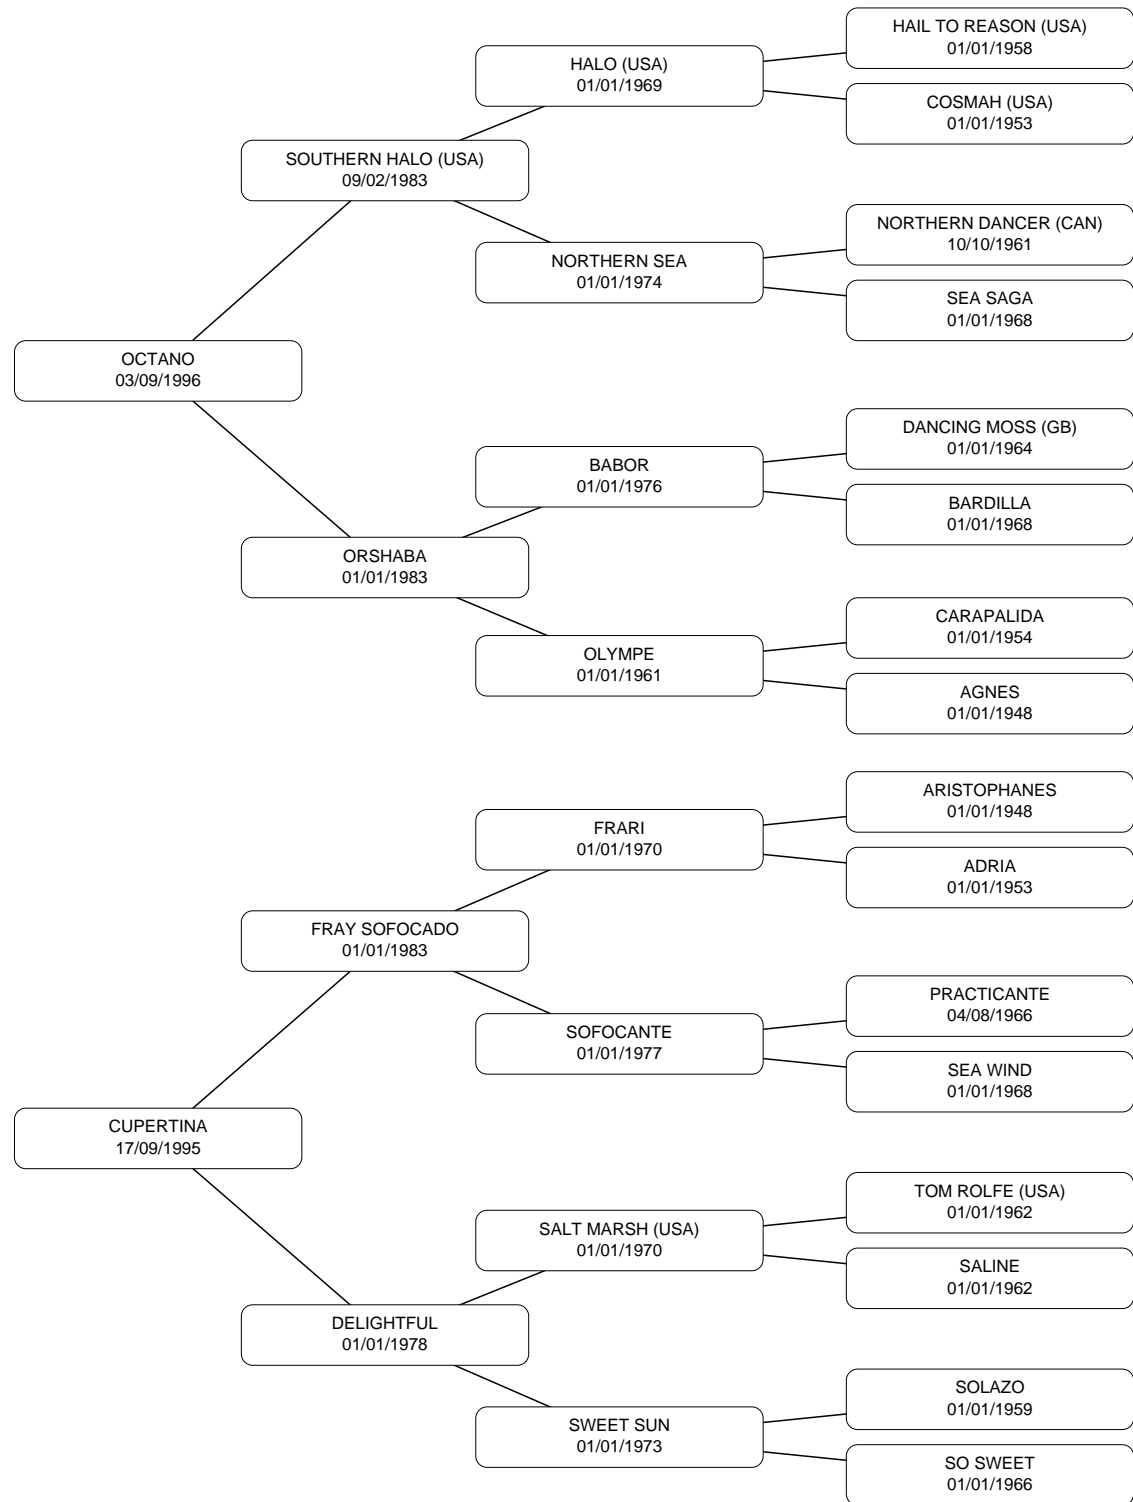 HAIL TO REASON (USA)
01/01/1958
HALO (USA)
01/01/1969
COSMAH (USA)
01/01/1953
SOUTHERN HALO (USA)
09/02/1983
NORTHERN DANCER (CAN)
10/10/1961
NORTHERN SEA
01/01/1974
SEA SAGA
01/01/1968
OCTANO
03/09/1996
DANCING MOSS (GB)
01/01/1964
BABOR
01/01/1976
BARDILLA
01/01/1968
ORSHABA
01/01/1983
CARAPALIDA
01/01/1954
OLYMPE
01/01/1961
AGNES
01/01/1948
ARISTOPHANES
01/01/1948
FRARI
01/01/1970
ADRIA
01/01/1953
FRAY SOFOCADO
01/01/1983
PRACTICANTE
04/08/1966
SOFOCANTE
01/01/1977
SEA WIND
01/01/1968
CUPERTINA
17/09/1995
TOM ROLFE (USA)
01/01/1962
SALT MARSH (USA)
01/01/1970
SALINE
01/01/1962
DELIGHTFUL
01/01/1978
SOLAZO
01/01/1959
SWEET SUN
01/01/1973
SO SWEET
01/01/1966